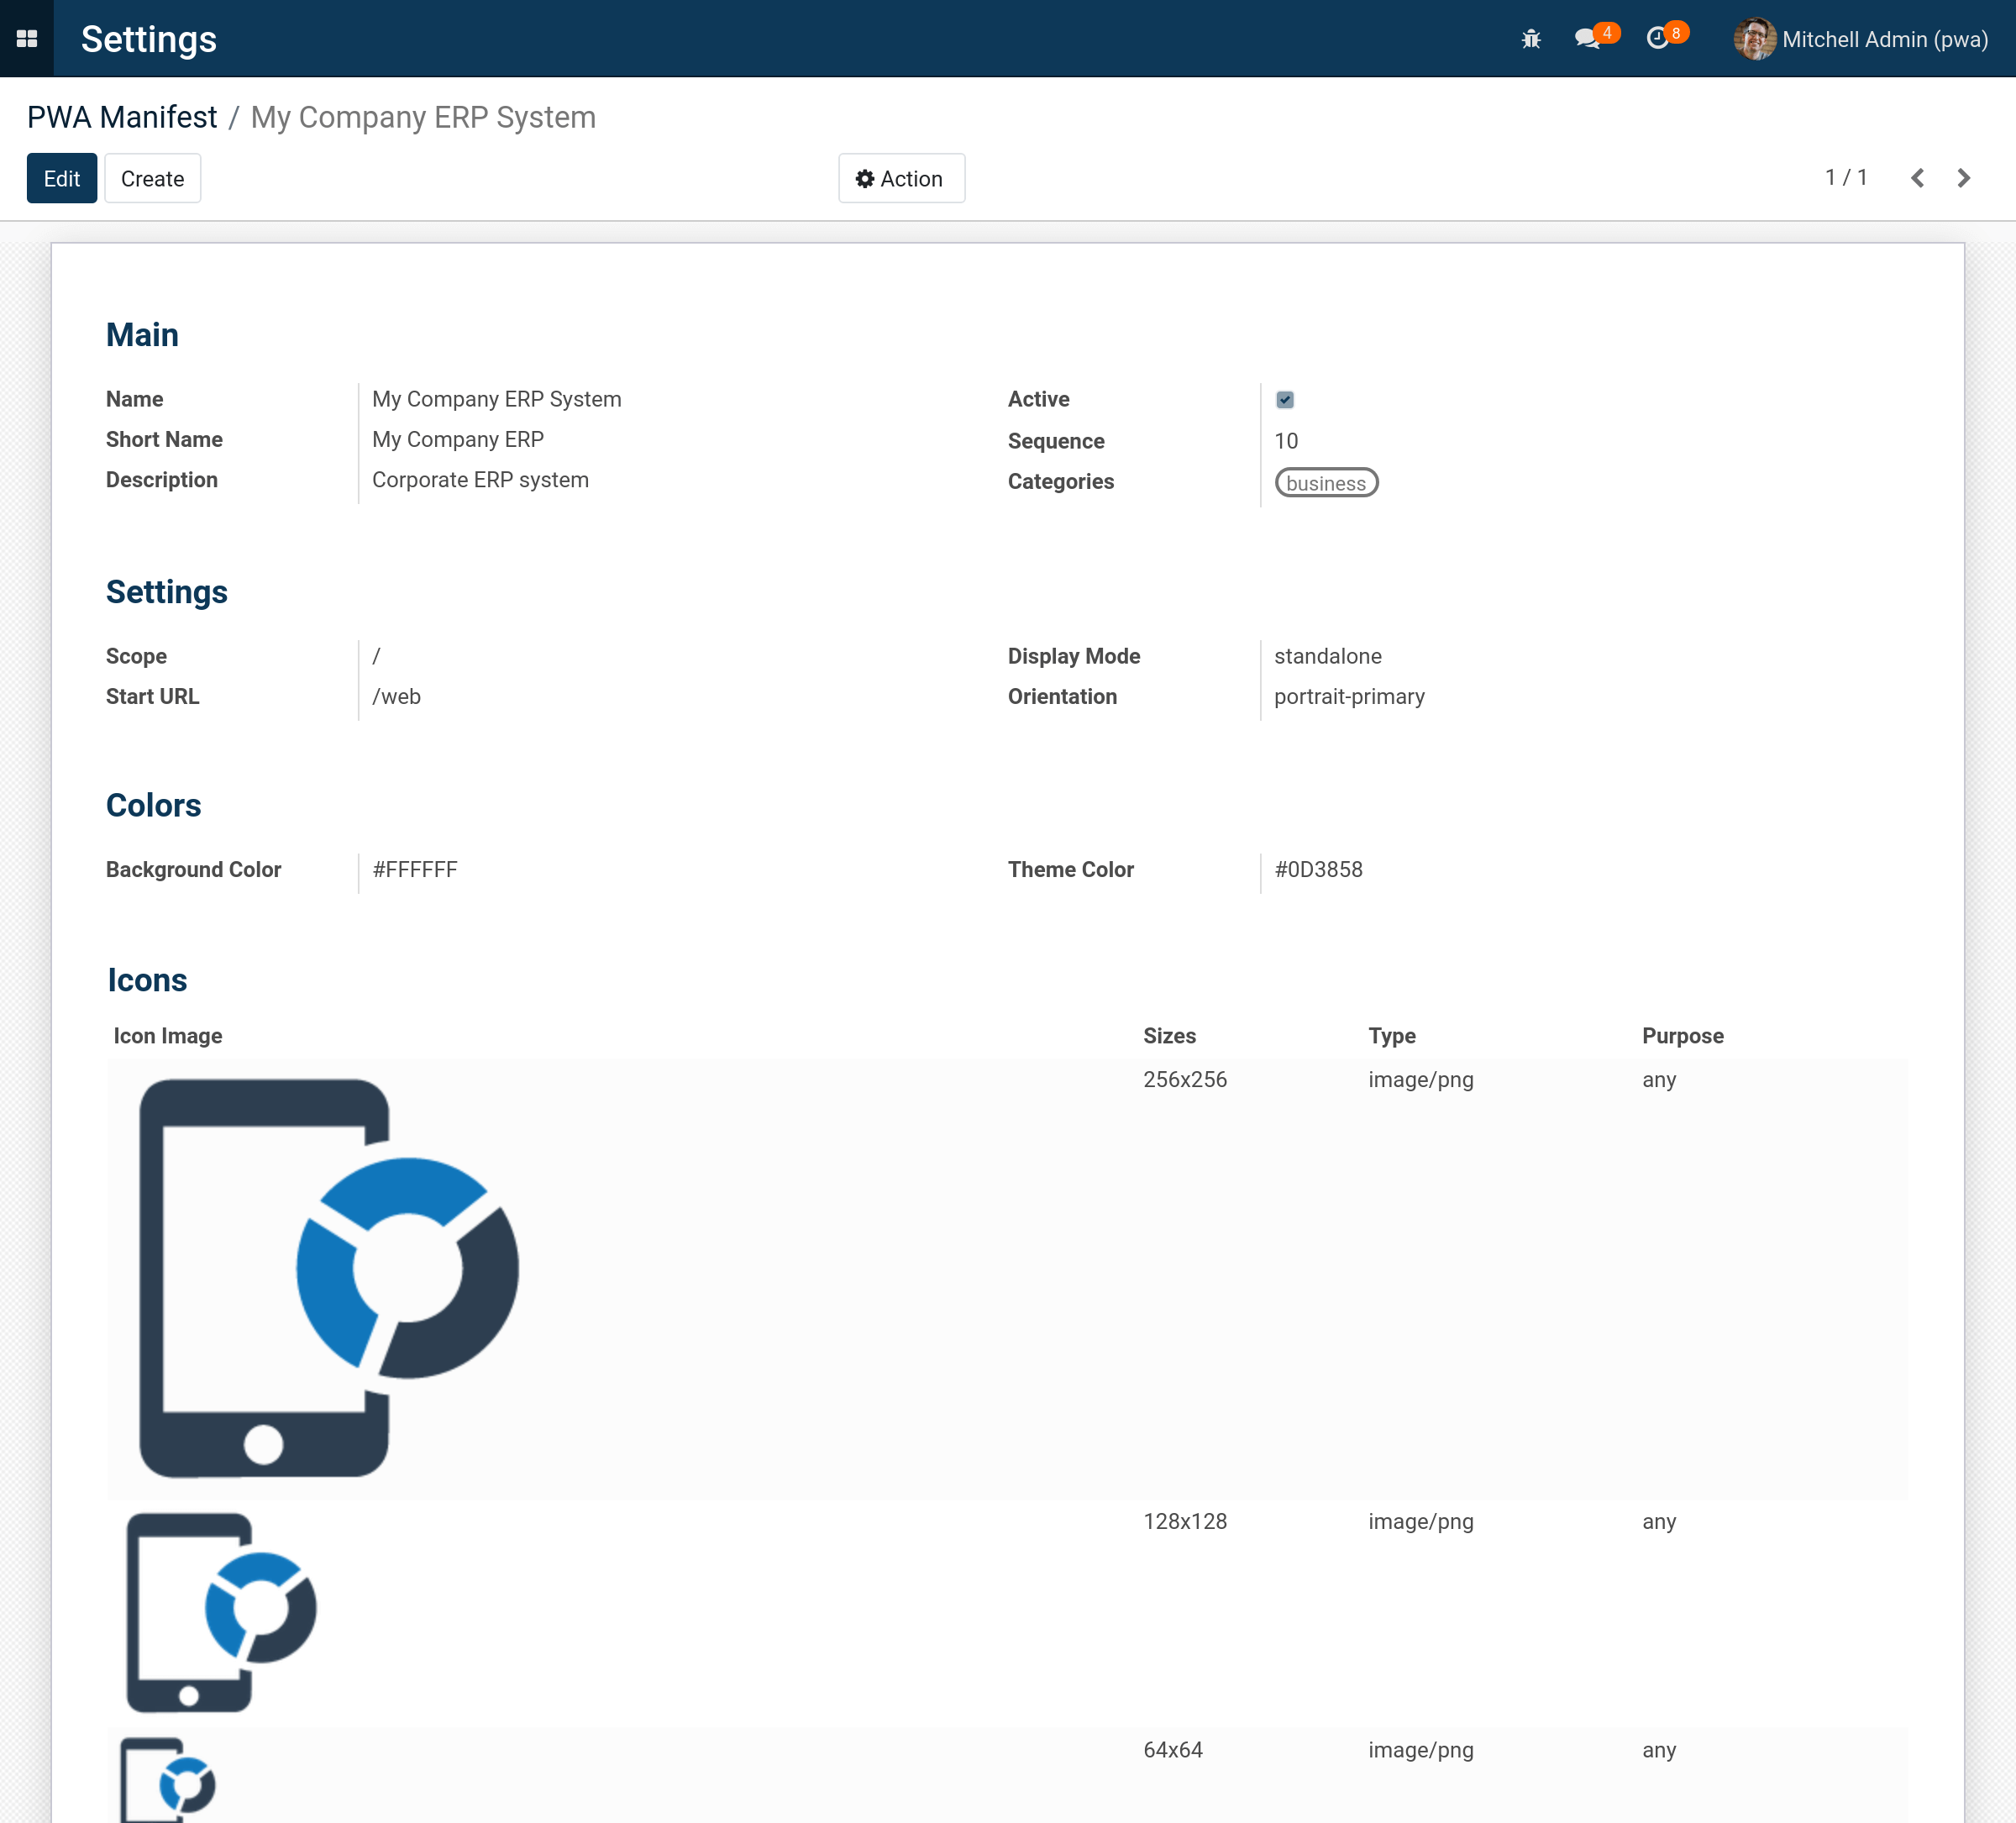 Settings
4
8
Mitchell Admin (pwa)
PWA Manifest / My Company ERP System
Edit
Create
Action
1 / 1
Main
Name My Company ERP System
Short Name My Company ERP
Description Corporate ERP system
Active
Sequence 10
Categories business
Settings
Scope /
Start URL /web
Display Mode standalone
Orientation portrait-primary
Colors
Background Color #FFFFFF
Theme Color #0D3858
Icons
Icon Image Sizes Type Purpose
256x256 image/png any
128x128 image/png any
64x64 image/png any